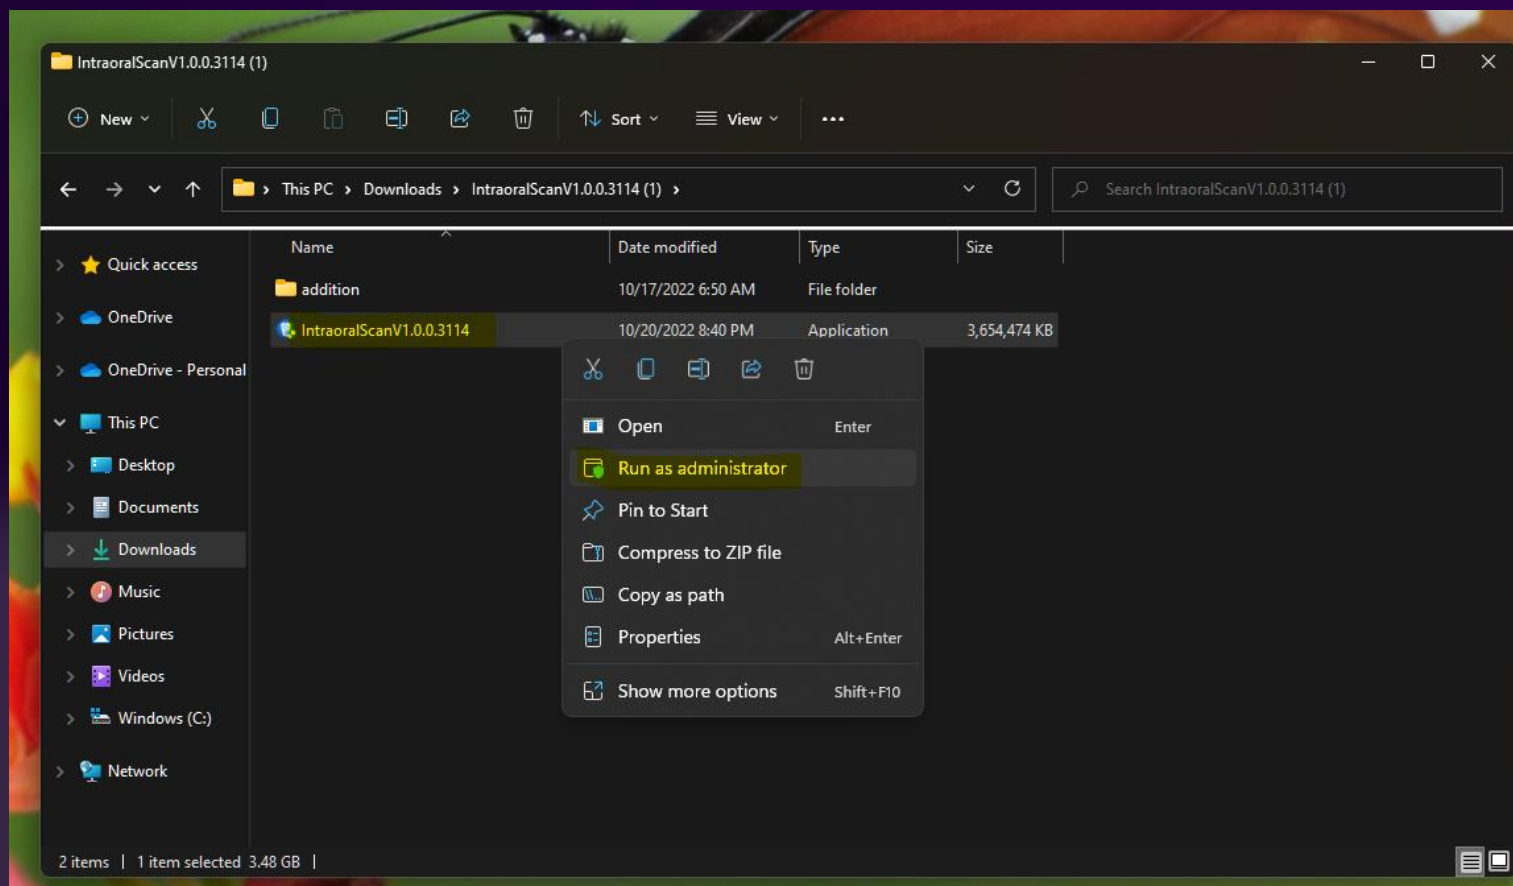 IntraoralScanV1.0.0.3114 (1)
New Sort View
This PC Downloads IntraoralScanV1.0.0.3114 (1) Search IntraoralScanV1.0.0.3114 (1)
Name Date modified Type Size
Quick access
addition 10/17/2022 6:50 AM File folder
OneDrive
IntraoralScanV1.0.0.3114 10/20/2022 8:40 PM Application 3,654,474 KB
OneDrive - Personal
This PC
Open Enter
Desktop
Run as administrator
Documents
Pin to Start
Downloads
Compress to ZIP file
Music
Copy as path
Pictures
Properties Alt+Enter
Videos
Show more options Shift+F10
Windows (C:)
Network
2 items | 1 item selected 3.48 GB |